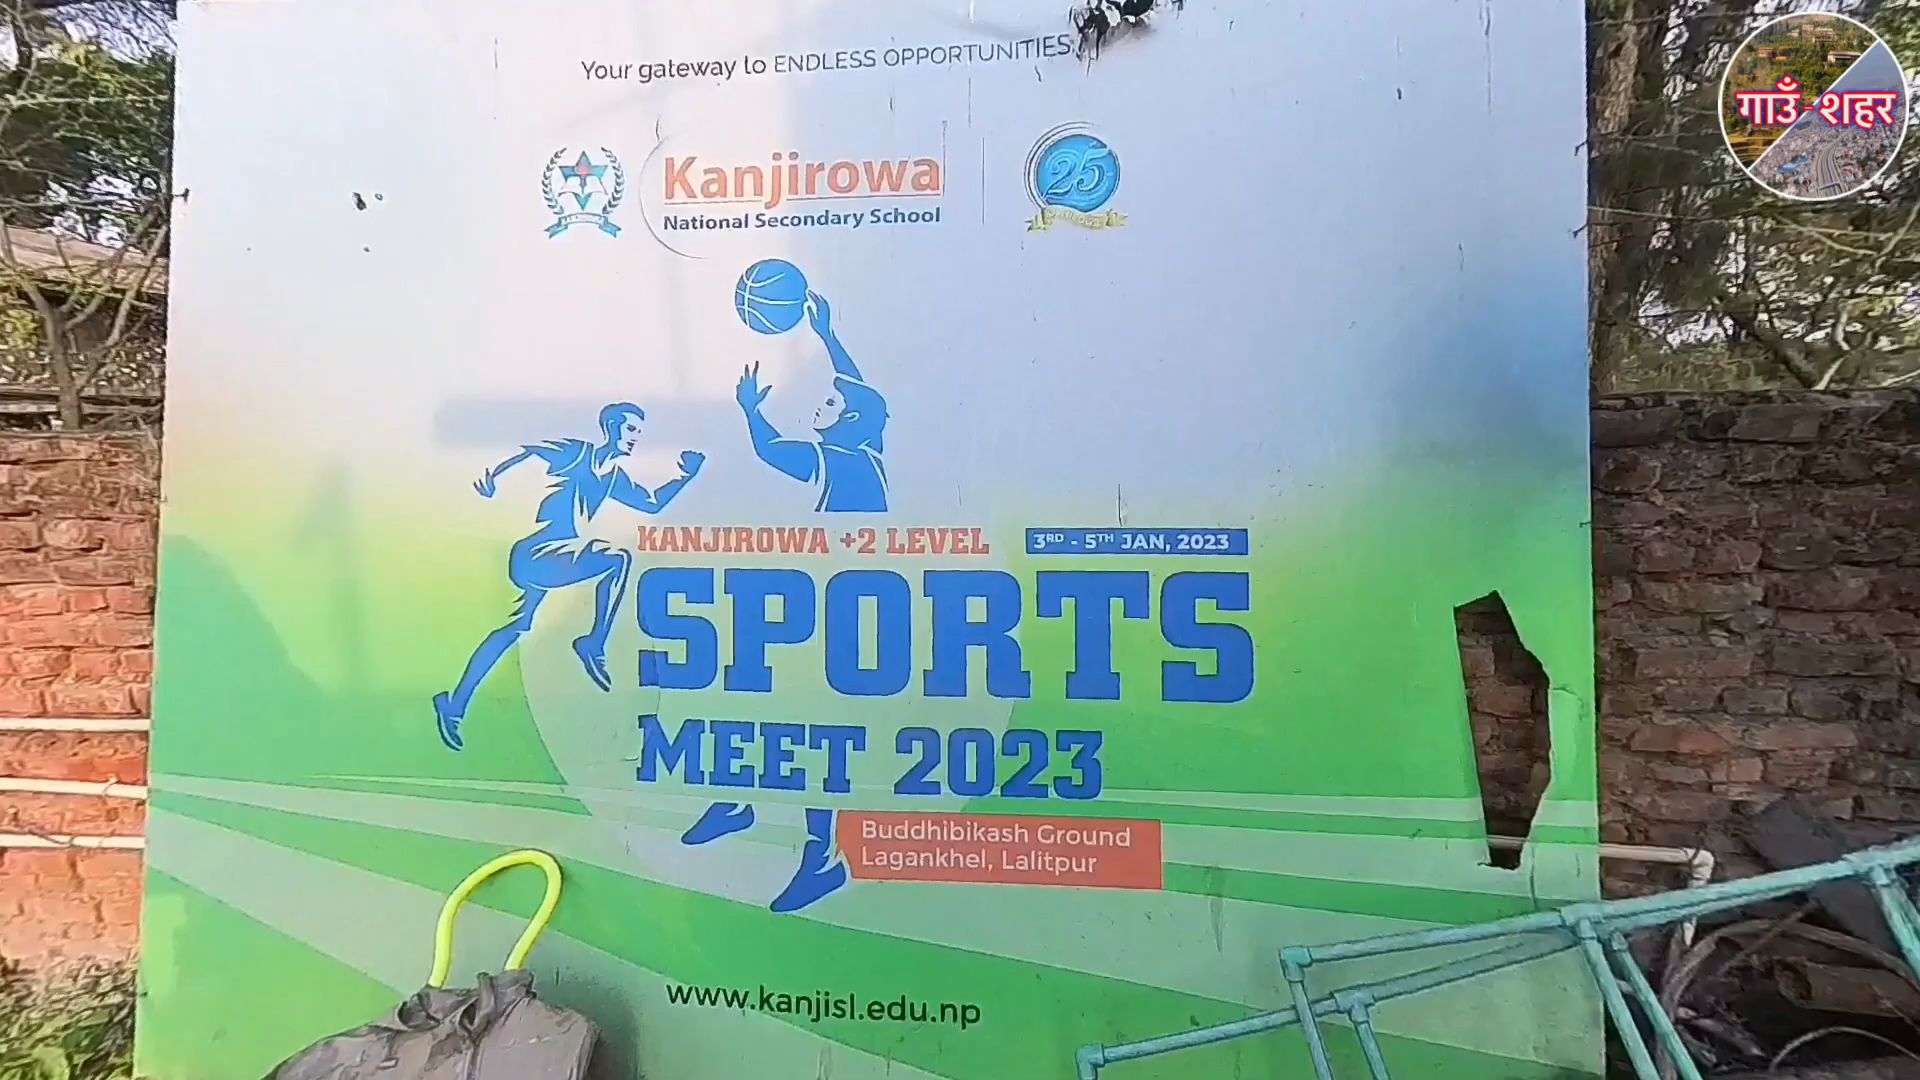 Your gateway to ENDLESS OPPORTUNITIES
गाउँ-शहर
Kanjirowa
National Secondary School
25
KANJIROWA +2 LEVEL
3RD - 5TH JAN, 2023
SPORTS
MEET 2023
Buddhibikash Ground
Lagankhel, Lalitpur
www.kanjisl.edu.np